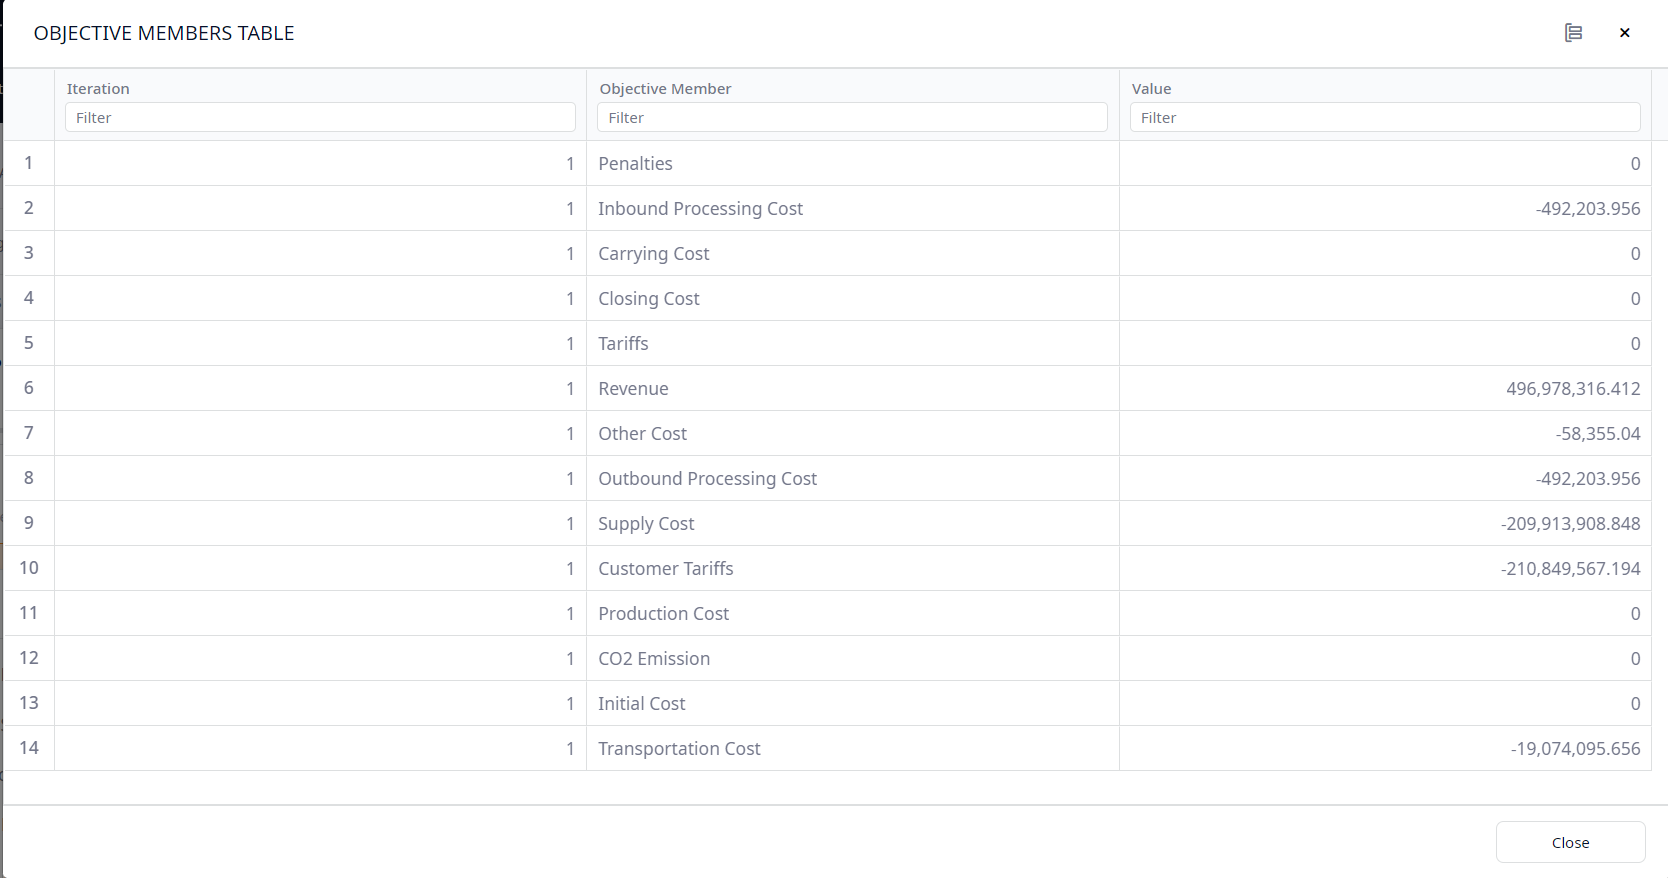 OBJECTIVE MEMBERS TABLE
Iteration Objective Member Value
Filter Filter Filter
1 1 Penalties 0
2 1 Inbound Processing Cost -492,203.956
3 1 Carrying Cost 0
4 1 Closing Cost 0
5 1 Tariffs 0
6 1 Revenue 496,978,316.412
7 1 Other Cost -58,355.04
8 1 Outbound Processing Cost -492,203.956
9 1 Supply Cost -209,913,908.848
10 1 Customer Tariffs -210,849,567.194
11 1 Production Cost 0
12 1 CO2 Emission 0
13 1 Initial Cost 0
14 1 Transportation Cost -19,074,095.656
Close